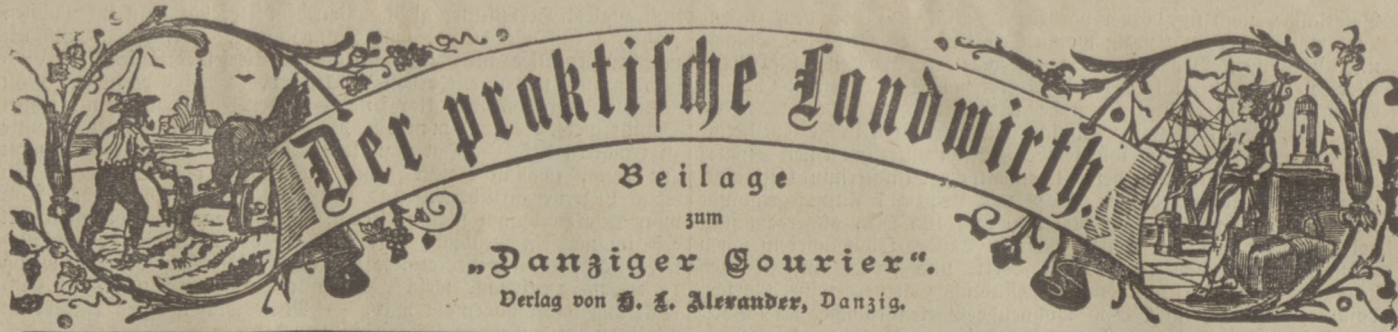 Der praktische Landwirth.
Beilage
zum
„Danziger Courier“.
Verlag von H. L. Alexander, Danzig.